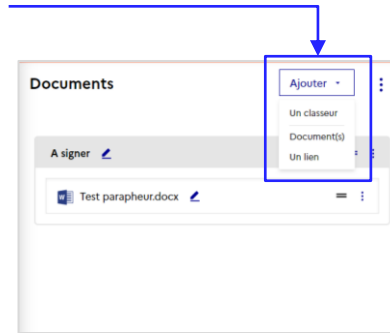 Documents
Ajouter
Un classeur
Document(s)
Un lien
A signer
Test parapheur.docx